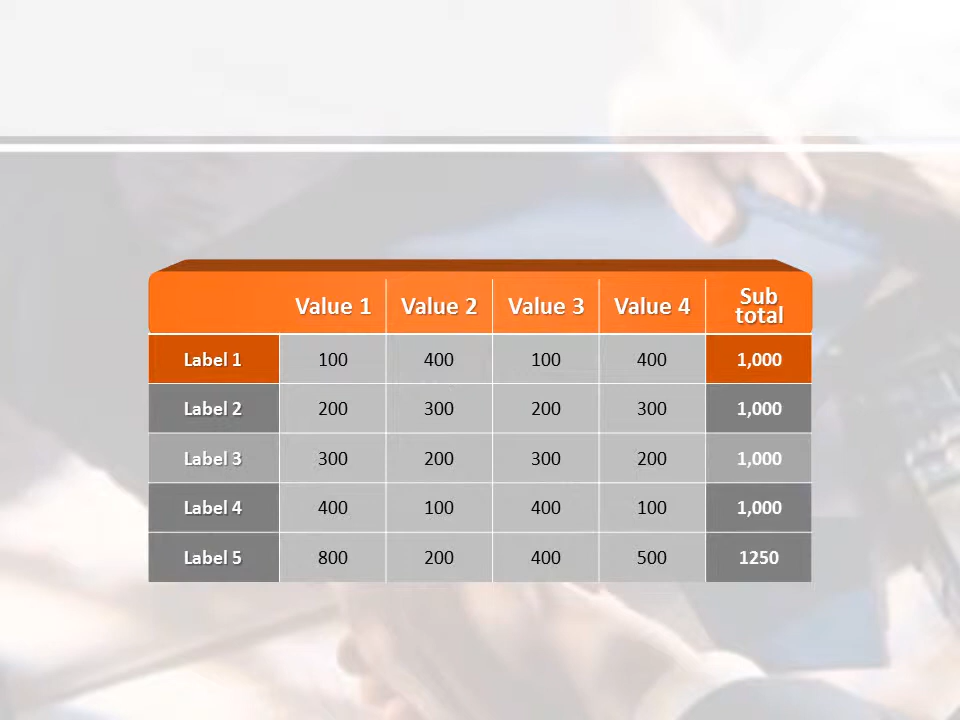 Value 1 Value 2 Value 3 Value 4 Sub total
Label 1 100 400 100 400 1,000
Label 2 200 300 200 300 1,000
Label 3 300 200 300 200 1,000
Label 4 400 100 400 100 1,000
Label 5 800 200 400 500 1250